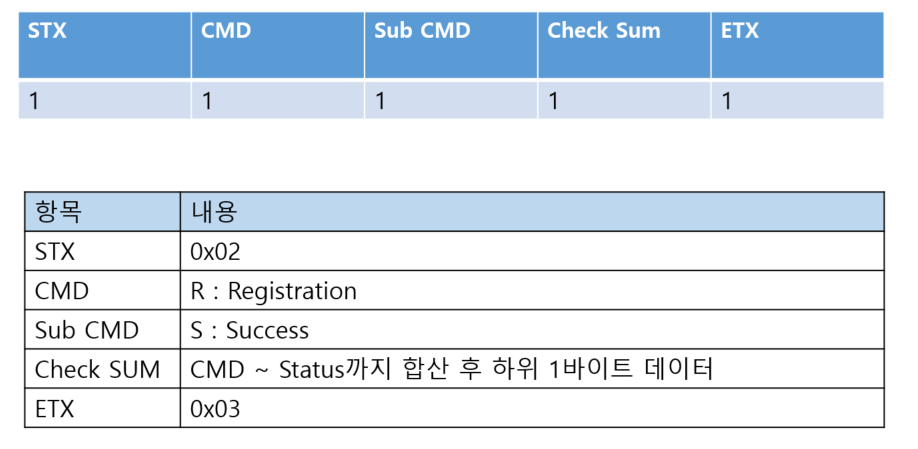 STX CMD Sub CMD Check Sum ETX
1 1 1 1 1
항목 내용
STX 0x02
CMD R : Registration
Sub CMD S : Success
Check SUM CMD ~ Status까지 합산 후 하위 1바이트 데이터
ETX 0x03